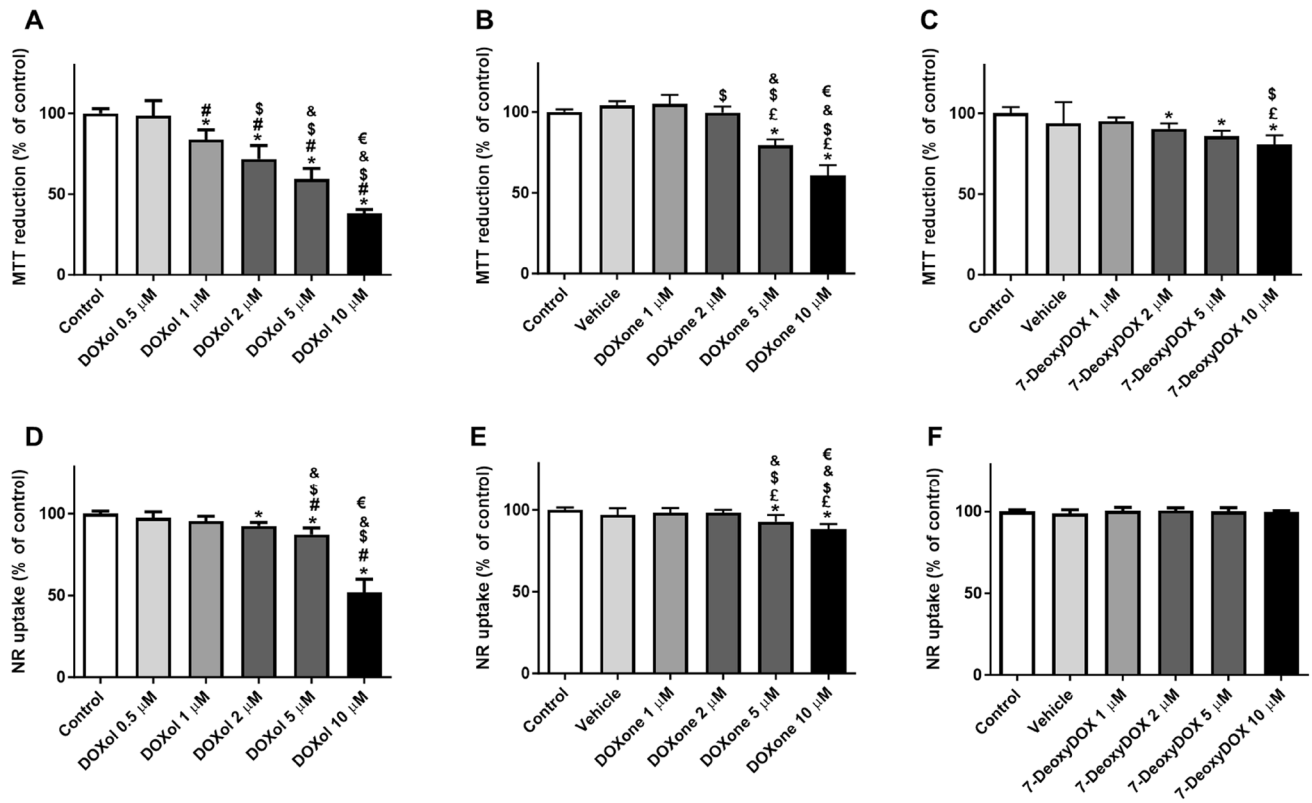 A
MTT reduction (% of control)
100
50
0
#
*
$
#
*
&
$
#
*
€
&
$
#
*
Control
DOXol 0.5 µM
DOXol 1 µM
DOXol 2 µM
DOXol 5 µM
DOXol 10 µM
B
MTT reduction (% of control)
100
50
0
$
&
$
£
*
€
&
$
£
*
Control
Vehicle
DOXone 1 µM
DOXone 2 µM
DOXone 5 µM
DOXone 10 µM
C
MTT reduction (% of control)
100
50
0
*
*
$
£
*
Control
Vehicle
7-DeoxyDOX 1 µM
7-DeoxyDOX 2 µM
7-DeoxyDOX 5 µM
7-DeoxyDOX 10 µM
D
NR uptake (% of control)
100
50
0
*
&
$
#
*
€
&
$
#
*
Control
DOXol 0.5 µM
DOXol 1 µM
DOXol 2 µM
DOXol 5 µM
DOXol 10 µM
E
NR uptake (% of control)
100
50
0
&
$
£
*
€
&
$
£
*
Control
Vehicle
DOXone 1 µM
DOXone 2 µM
DOXone 5 µM
DOXone 10 µM
F
NR uptake (% of control)
100
50
0
Control
Vehicle
7-DeoxyDOX 1 µM
7-DeoxyDOX 2 µM
7-DeoxyDOX 5 µM
7-DeoxyDOX 10 µM